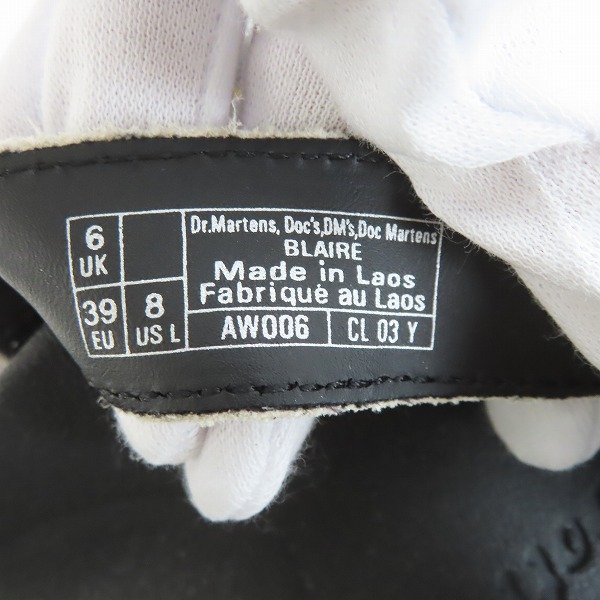 6
UK
39
EU
8
US L
Dr.Martens, Doc's,DM's,Doc Martens
BLAIRE
Made in Laos
Fabriqué au Laos
AW006
CL 03 Y